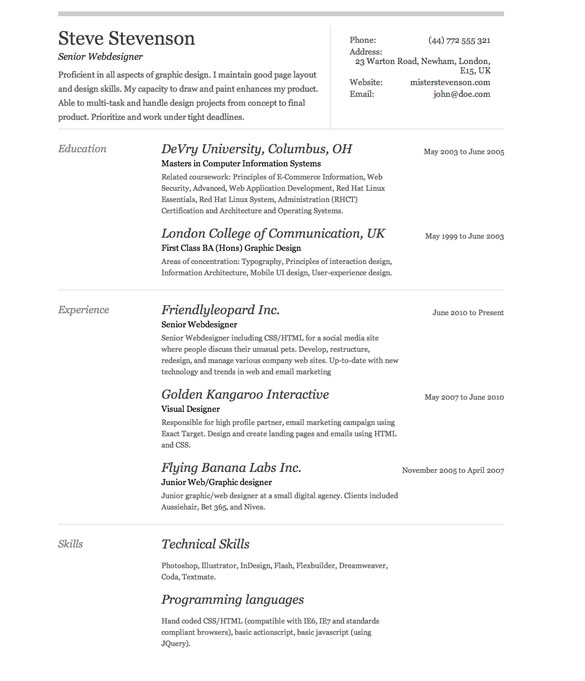 Steve Stevenson
Senior Webdesigner
Proficient in all aspects of graphic design. I maintain good page layout
and design skills. My capacity to draw and paint enhances my product.
Able to multi-task and handle design projects from concept to final
product. Prioritize and work under tight deadlines.
Phone: (44) 772 555 321
Address:
23 Warton Road, Newham, London,
E15, UK
Website: misterstevenson.com
Email: john@doe.com
Education
DeVry University, Columbus, OH
May 2003 to June 2005
Masters in Computer Information Systems
Related coursework: Principles of E-Commerce Information, Web
Security, Advanced, Web Application Development, Red Hat Linux
Essentials, Red Hat Linux System, Administration (RHCT)
Certification and Architecture and Operating Systems.
London College of Communication, UK
May 1999 to June 2003
First Class BA (Hons) Graphic Design
Areas of concentration: Typography, Principles of interaction design,
Information Architecture, Mobile UI design, User-experience design.
Experience
Friendlyleopard Inc.
June 2010 to Present
Senior Webdesigner
Senior Webdesigner including CSS/HTML for a social media site
where people discuss their unusual pets. Develop, restructure,
redesign, and manage various company web sites. Up-to-date with new
technology and trends in web and email marketing
Golden Kangaroo Interactive
May 2007 to June 2010
Visual Designer
Responsible for high profile partner, email marketing campaign using
Exact Target. Design and create landing pages and emails using HTML
and CSS.
Flying Banana Labs Inc.
November 2005 to April 2007
Junior Web/Graphic designer
Junior graphic/web designer at a small digital agency. Clients included
Aussiehair, Bet 365, and Nivea.
Skills
Technical Skills
Photoshop, Illustrator, InDesign, Flash, Flexbuilder, Dreamweaver,
Coda, Textmate.
Programming languages
Hand coded CSS/HTML (compatible with IE6, IE7 and standards
compliant browsers), basic actionscript, basic javascript (using
JQuery).